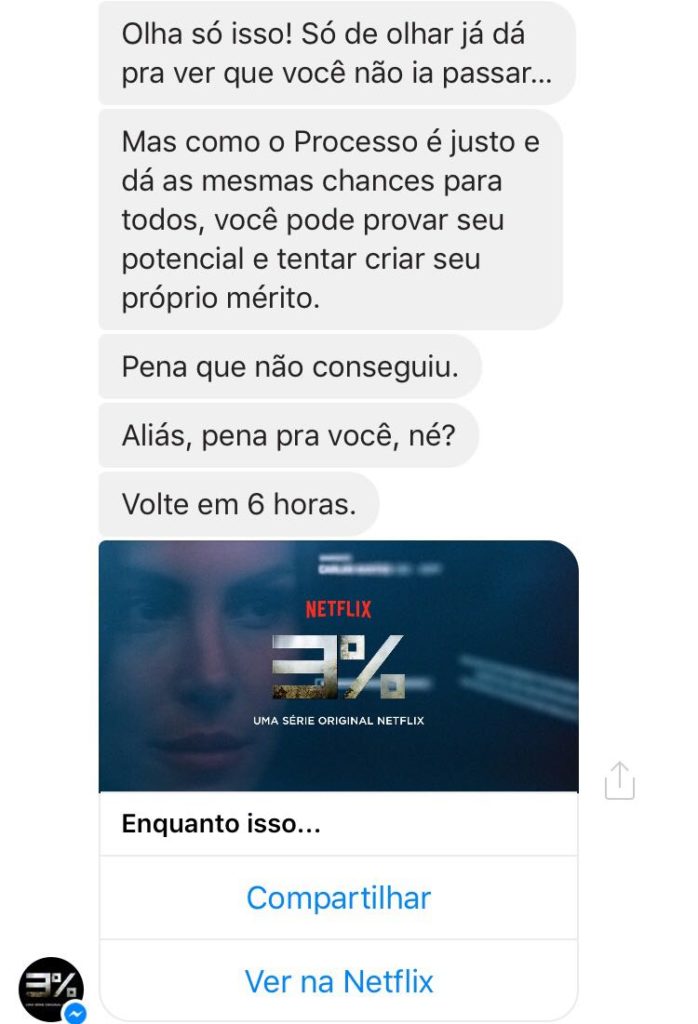 Olha só isso! Só de olhar já dá
pra ver que você não ia passar...
Mas como o Processo é justo e
dá as mesmas chances para
todos, você pode provar seu
potencial e tentar criar seu
próprio mérito.
Pena que não conseguiu.
Aliás, pena pra você, né?
Volte em 6 horas.
NETFLIX
3%
UMA SÉRIE ORIGINAL NETFLIX
Enquanto isso...
Compartilhar
Ver na Netflix
3%